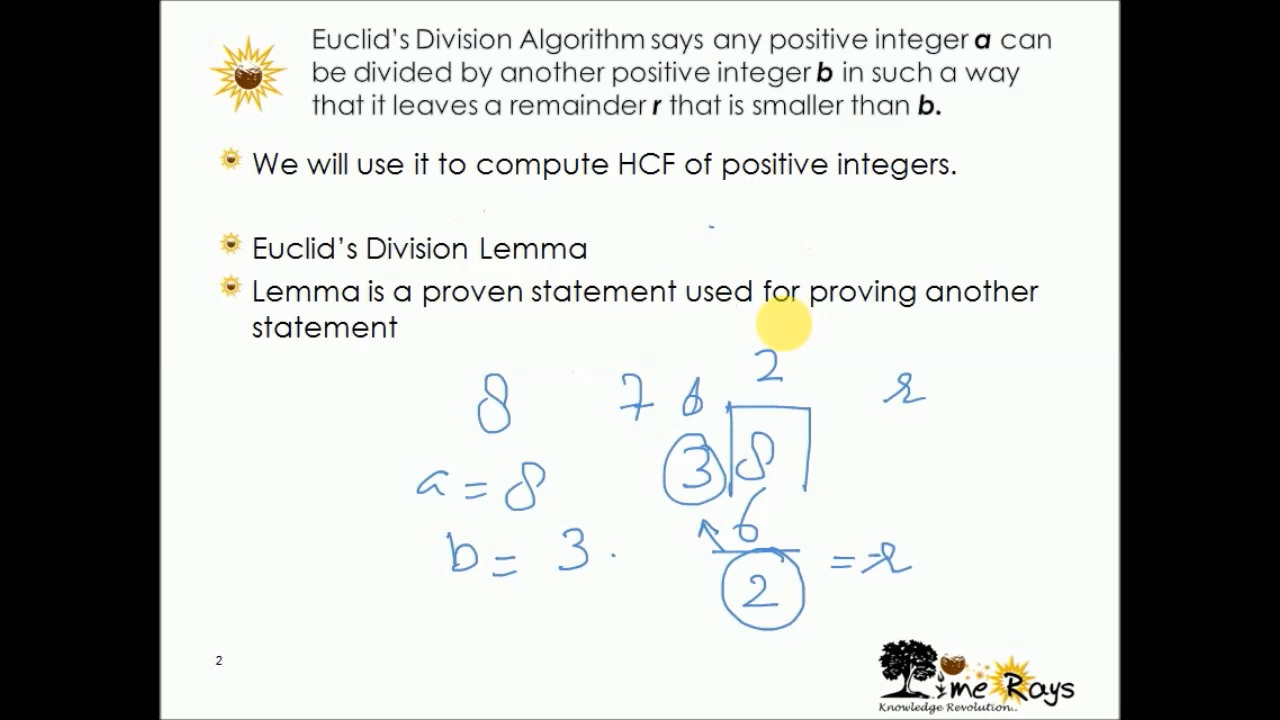 Euclid's Division Algorithm says any positive integer a can
be divided by another positive integer b in such a way
that it leaves a remainder r that is smaller than b.
We will use it to compute HCF of positive integers.
Euclid's Division Lemma
Lemma is a proven statement used for proving another
statement
2
8 7 6 r
3 8
a = 8
6
b = 3
2 = r
2
Time Rays
Knowledge Revolution..